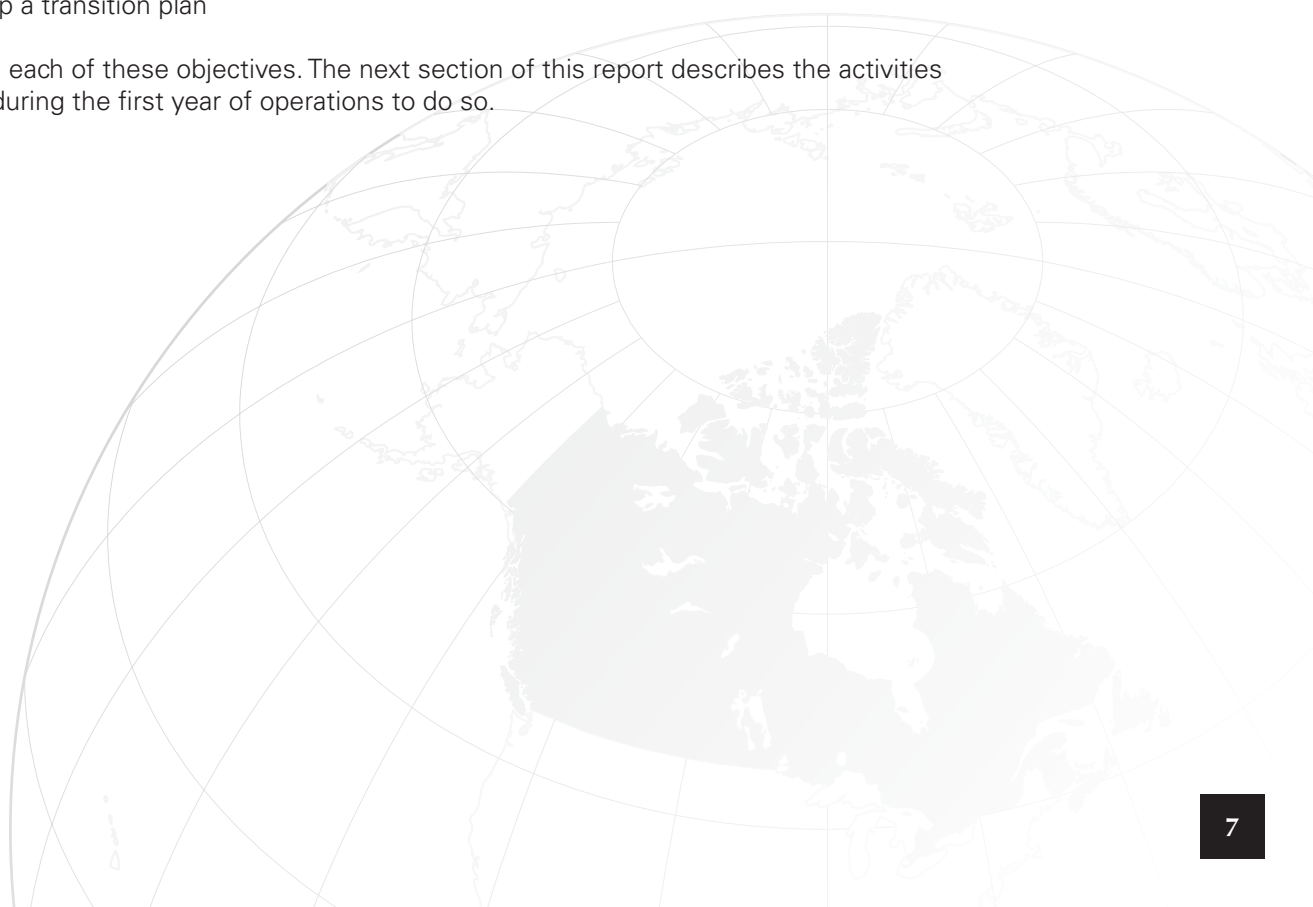 p a transition plan
each of these objectives. The next section of this report describes the activities
during the first year of operations to do so.
7